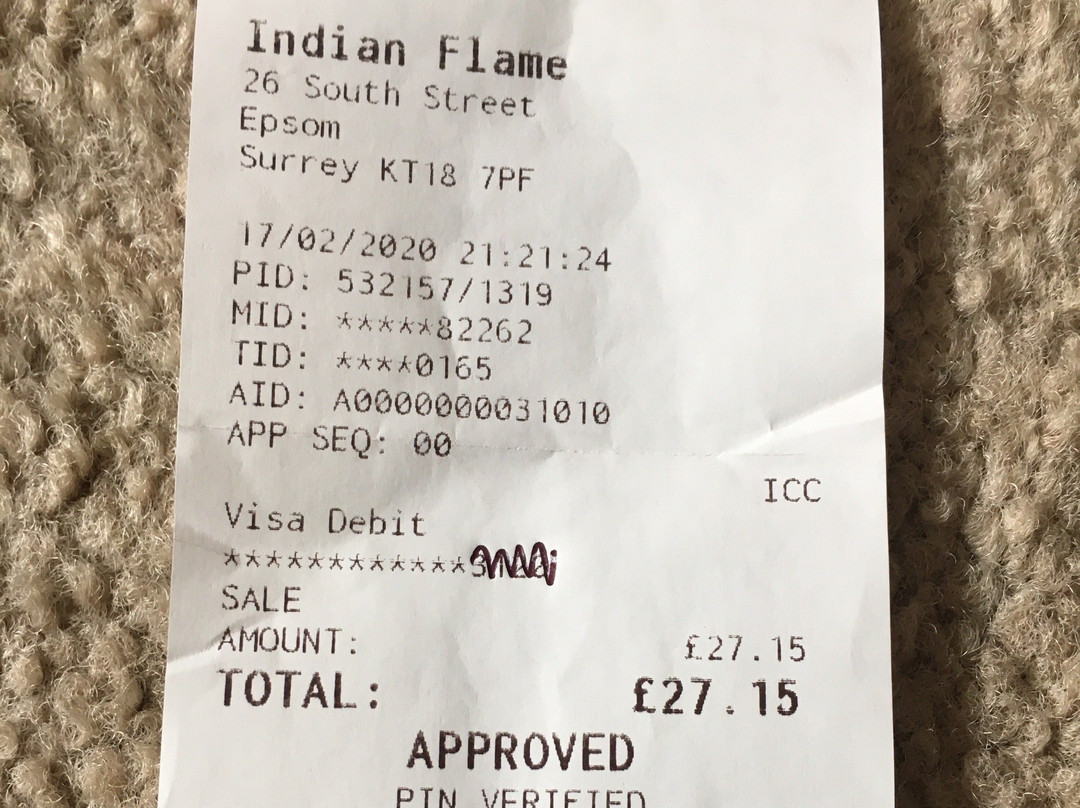 Indian Flame
26 South Street
Epsom
Surrey KT18 7PF
17/02/2020 21:21:24
PID: 532157/1319
MID: *****82262
TID: ****0165
AID: A0000000031010
APP SEQ: 00
ICC
Visa Debit
************
SALE
AMOUNT: £27.15
TOTAL: £27.15
APPROVED
PIN VERIFIED